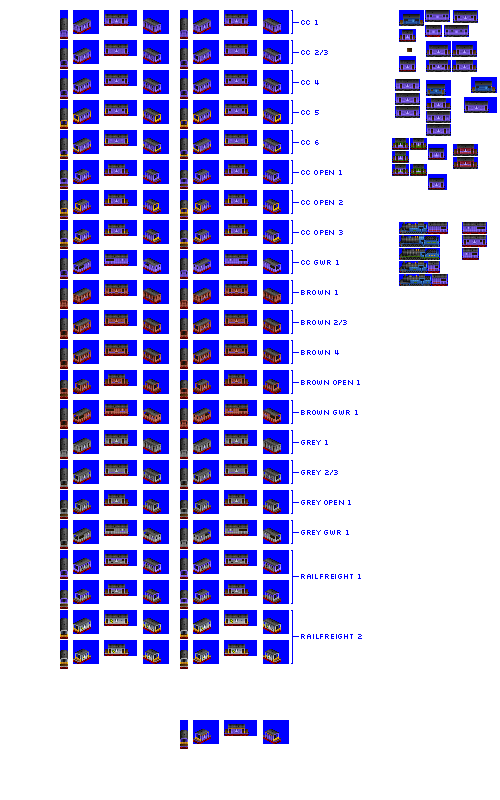 CC 1
CC 2/3
CC 4
CC 5
CC 6
CC OPEN 1
CC OPEN 2
CC OPEN 3
CC GWR 1
BROWN 1
BROWN 2/3
BROWN 4
BROWN OPEN 1
BROWN GWR 1
GREY 1
GREY 2/3
GREY OPEN 1
GREY GWR 1
RAILFREIGHT 1
RAILFREIGHT 2